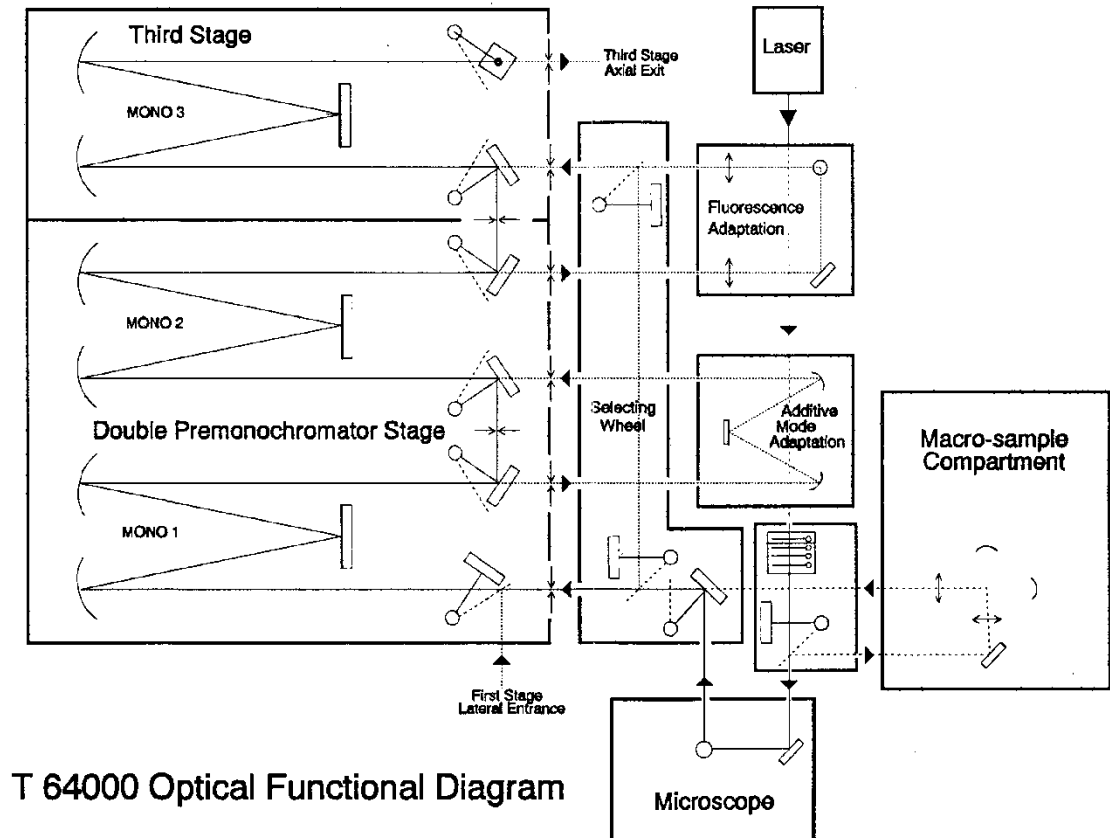 Third Stage
MONO 3
Third Stage
Axial Exit
Laser
Fluorescence
Adaptation
MONO 2
Double Premonochromator Stage
Selecting
Wheel
Additive
Mode
Adaptation
Macro-sample
Compartment
MONO 1
First Stage
Lateral Entrance
Microscope
T 64000 Optical Functional Diagram